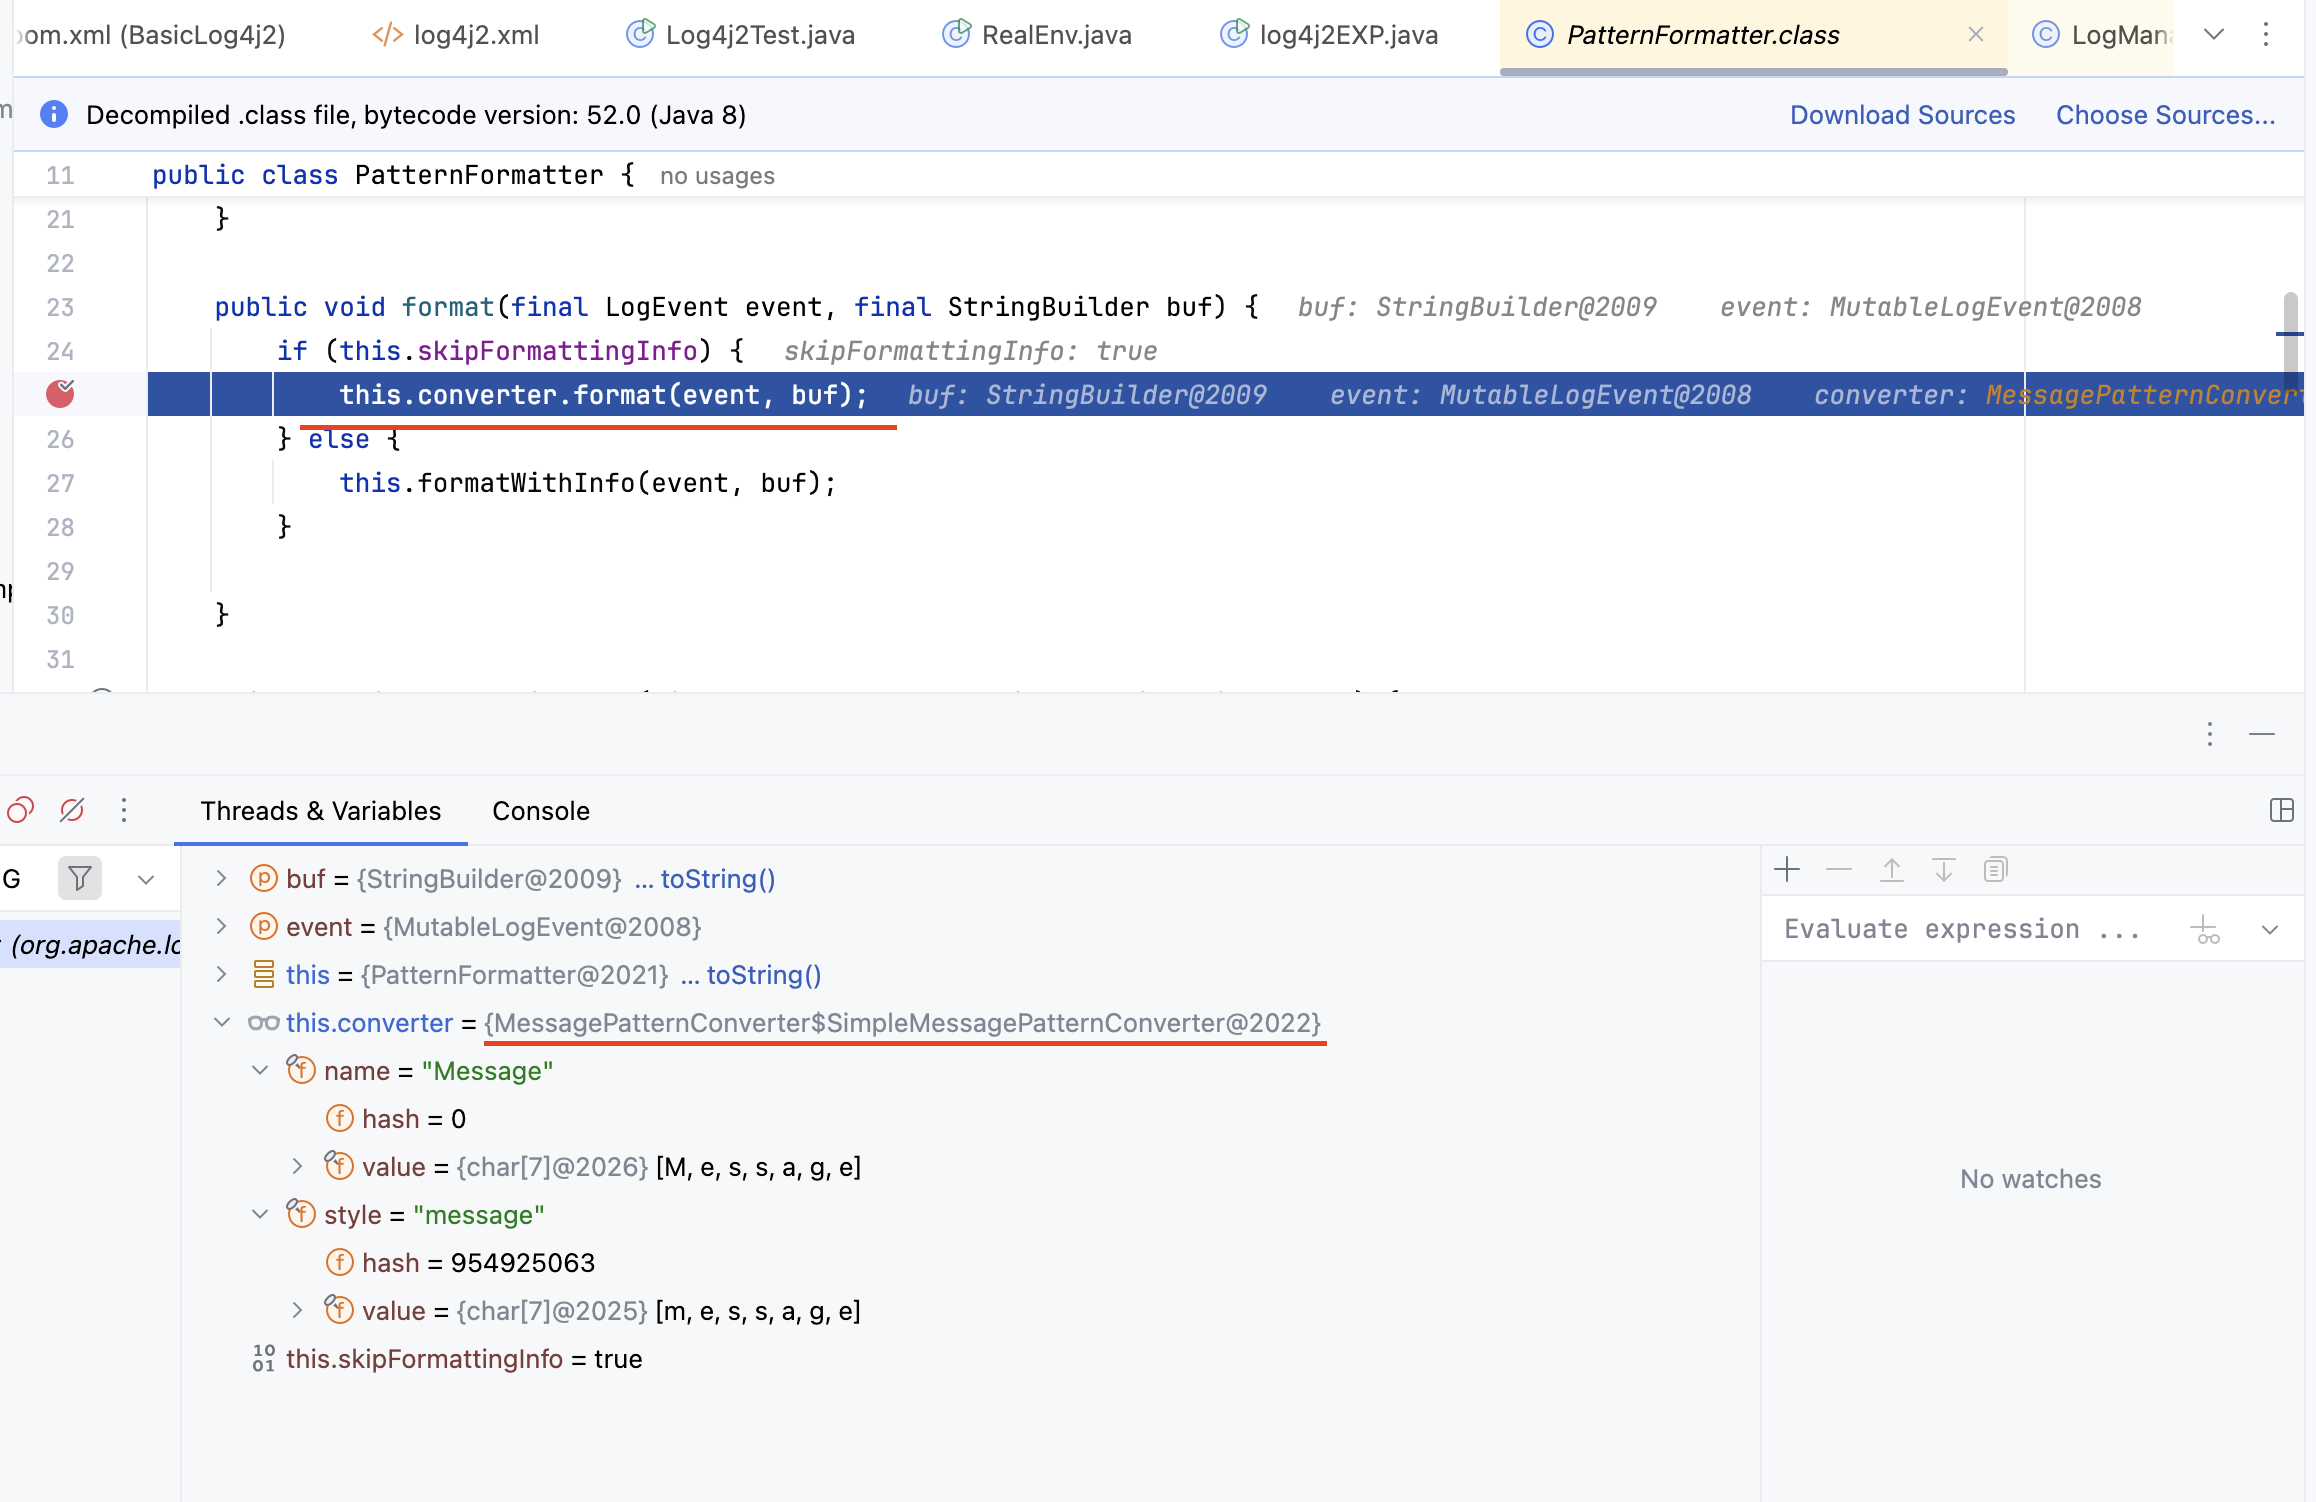 oom.xml (BasicLog4j2) log4j2.xml Log4j2Test.java RealEnv.java log4j2EXP.java PatternFormatter.class LogMana
Decompiled .class file, bytecode version: 52.0 (Java 8) Download Sources Choose Sources...
11 public class PatternFormatter { no usages
21 }
22
23 public void format(final LogEvent event, final StringBuilder buf) { buf: StringBuilder@2009 event: MutableLogEvent@2008
24 if (this.skipFormattingInfo) { skipFormattingInfo: true
this.converter.format(event, buf); buf: StringBuilder@2009 event: MutableLogEvent@2008 converter: MessagePatternConvert
26 } else {
27 this.formatWithInfo(event, buf);
28 }
29
30 }
31
Threads & Variables Console
G
(org.apache.lo
buf = {StringBuilder@2009} ... toString()
event = {MutableLogEvent@2008}
this = {PatternFormatter@2021} ... toString()
this.converter = {MessagePatternConverter$SimpleMessagePatternConverter@2022}
name = "Message"
hash = 0
value = {char[7]@2026} [M, e, s, s, a, g, e]
style = "message"
hash = 954925063
value = {char[7]@2025} [m, e, s, s, a, g, e]
this.skipFormattingInfo = true
Evaluate expression ...
No watches